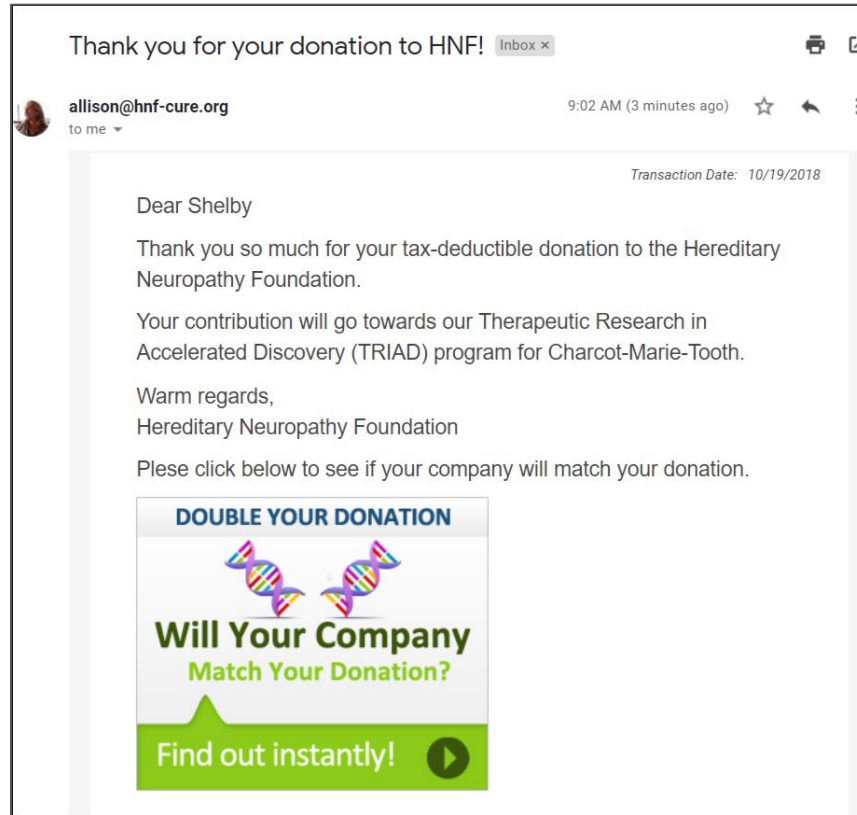 Thank you for your donation to HNF! Inbox ×
allison@hnf-cure.org 9:02 AM (3 minutes ago)
to me
Transaction Date: 10/19/2018
Dear Shelby
Thank you so much for your tax-deductible donation to the Hereditary
Neuropathy Foundation.
Your contribution will go towards our Therapeutic Research in
Accelerated Discovery (TRIAD) program for Charcot-Marie-Tooth.
Warm regards,
Hereditary Neuropathy Foundation
Plese click below to see if your company will match your donation.
DOUBLE YOUR DONATION
Will Your Company
Match Your Donation?
Find out instantly!